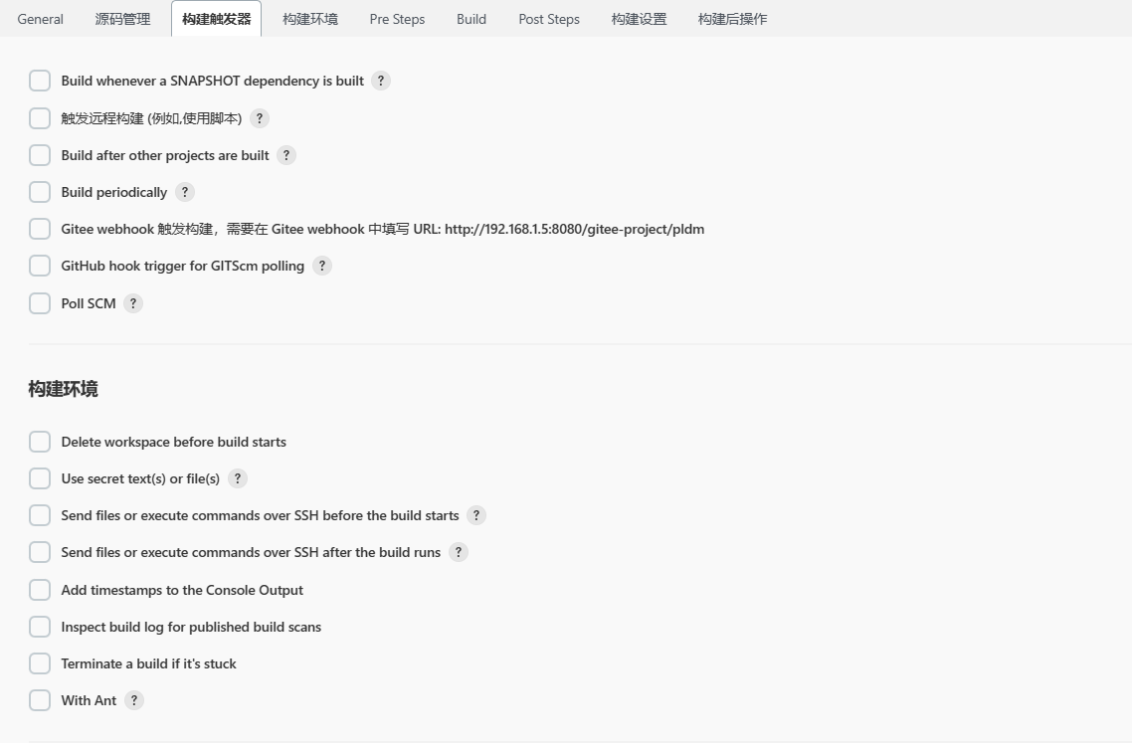 General 源码管理 构建触发器 构建环境 Pre Steps Build Post Steps 构建设置 构建后操作
Build whenever a SNAPSHOT dependency is built ?
触发远程构建 (例如,使用脚本) ?
Build after other projects are built ?
Build periodically ?
Gitee webhook 触发构建，需要在 Gitee webhook 中填写 URL: http://192.168.1.5:8080/gitee-project/pldm
GitHub hook trigger for GITScm polling ?
Poll SCM ?
构建环境
Delete workspace before build starts
Use secret text(s) or file(s) ?
Send files or execute commands over SSH before the build starts ?
Send files or execute commands over SSH after the build runs ?
Add timestamps to the Console Output
Inspect build log for published build scans
Terminate a build if it's stuck
With Ant ?